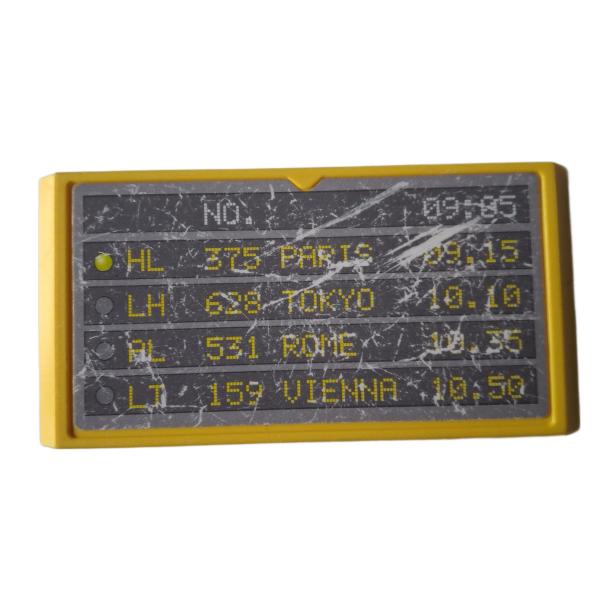 NO. 09:05
HL 375 PARIS 09.15
LH 628 TOKYO 10.10
AL 531 ROME 10.35
LT 159 VIENNA 10.50